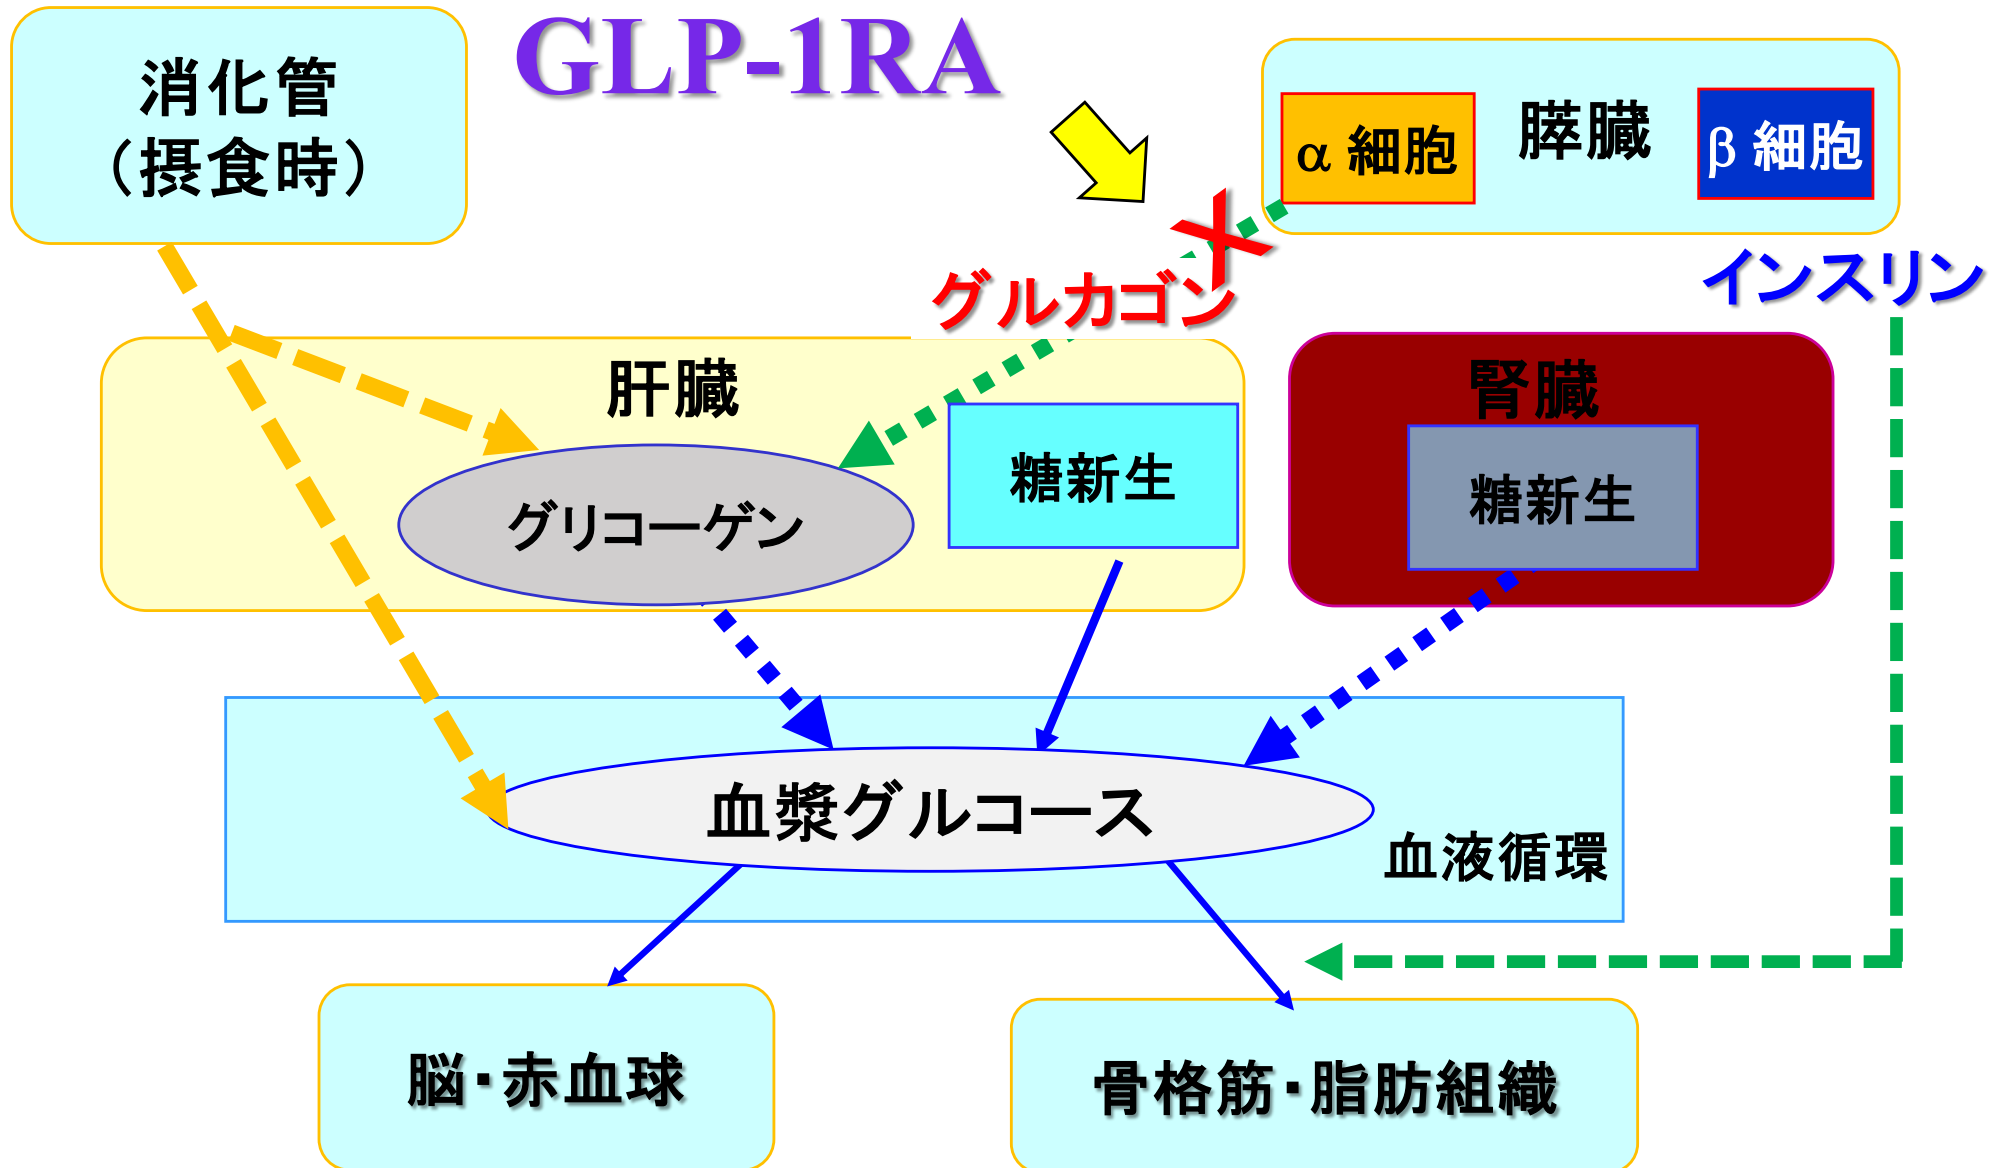 GLP-1RA
消化管
（摂食時）
α 細胞
膵臓
β 細胞
X
グルカゴン
インスリン
肝臓
腎臓
グリコーゲン
糖新生
糖新生
血漿グルコース
血液循環
脳・赤血球
骨格筋・脂肪組織